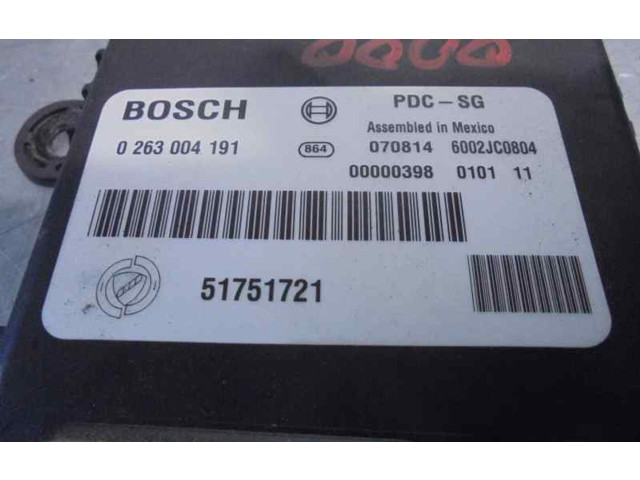 BOSCH
PDC-SG
Assembled in Mexico
0 263 004 191
864
070814 6002JC0804
00000398 0101 11
51751721